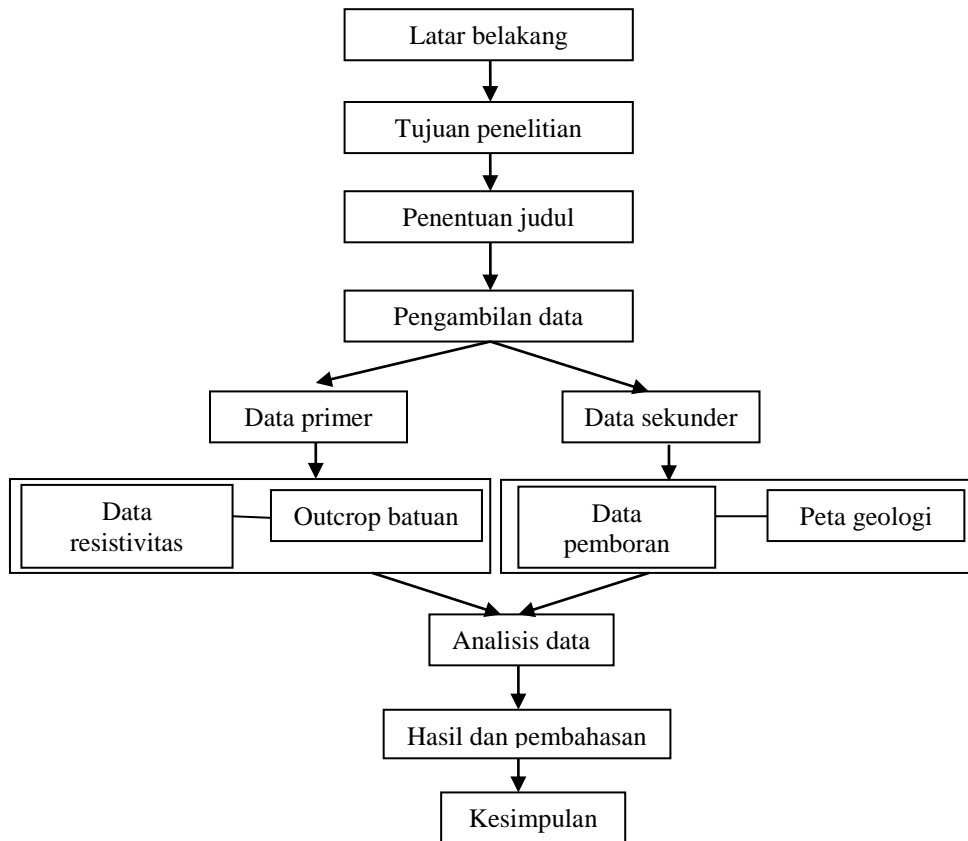 Latar belakang
Tujuan penelitian
Penentuan judul
Pengambilan data
Data primer
Data sekunder
Data
resistivitas
Outcrop batuan
Data
pemboran
Peta geologi
Analisis data
Hasil dan pembahasan
Kesimpulan